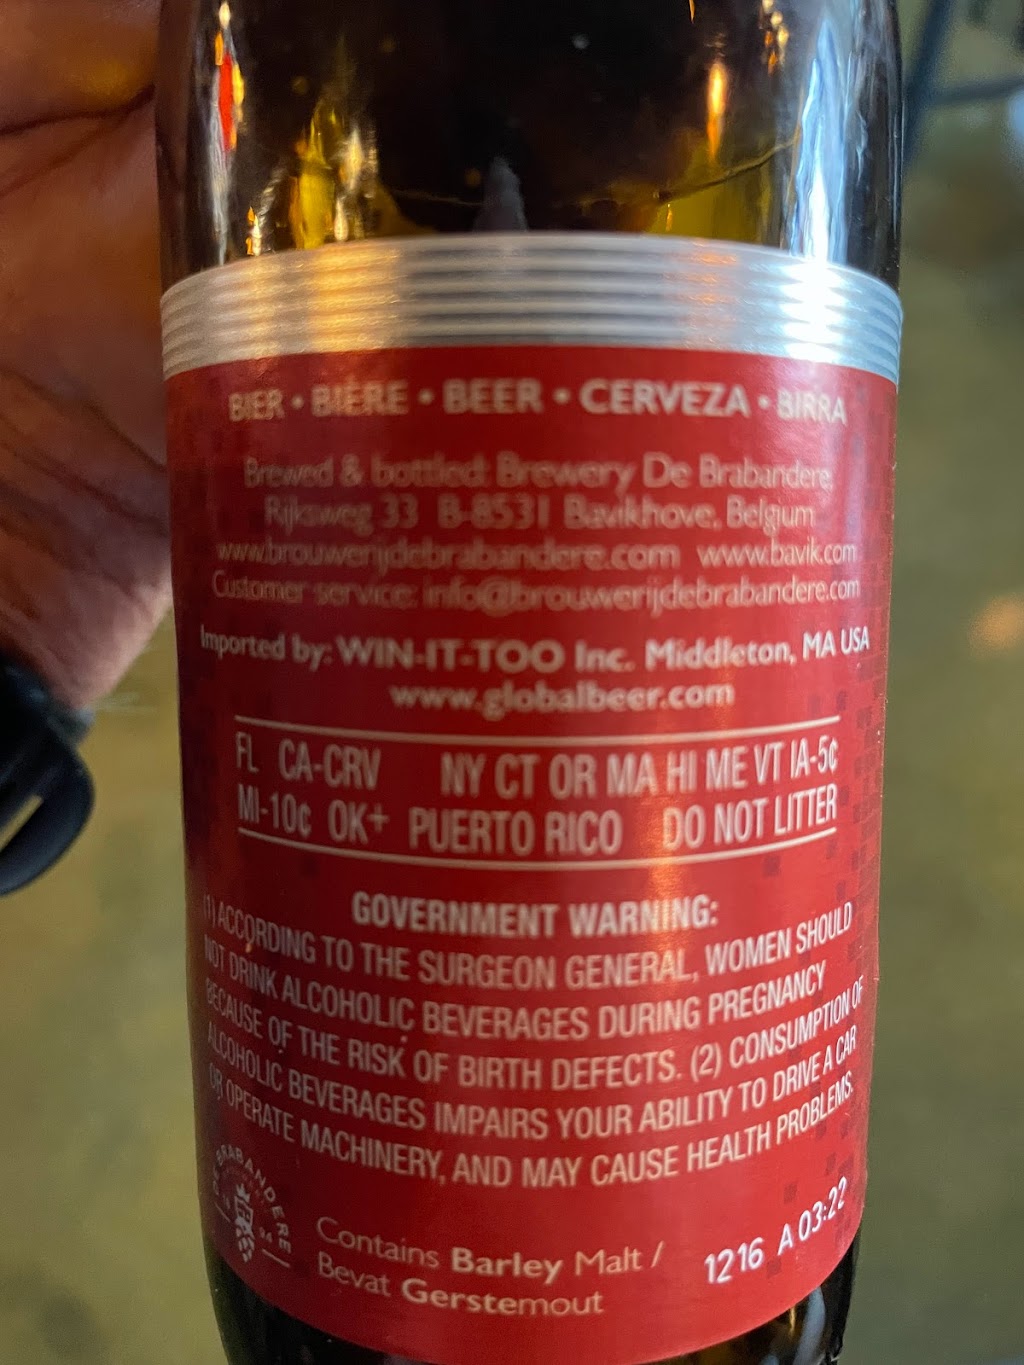 BIER • BIÈRE • BEER • CERVEZA • BIRRA
Brewed & bottled: Brewery De Brabandere,
Rijksweg 33 B-8531 Bavikhove, Belgium
www.brouwerijdebrabandere.com www.bavik.com
Customer service: info@brouwerijdebrabandere.com
Imported by: WIN-IT-TOO Inc. Middleton, MA USA
www.globalbeer.com
FL CA-CRV NY CT OR MA HI ME VT IA-5¢
MI-10¢ OK+ PUERTO RICO DO NOT LITTER
GOVERNMENT WARNING:
(1) ACCORDING TO THE SURGEON GENERAL, WOMEN SHOULD
NOT DRINK ALCOHOLIC BEVERAGES DURING PREGNANCY
BECAUSE OF THE RISK OF BIRTH DEFECTS. (2) CONSUMPTION OF
ALCOHOLIC BEVERAGES IMPAIRS YOUR ABILITY TO DRIVE A CAR
OR OPERATE MACHINERY, AND MAY CAUSE HEALTH PROBLEMS.
DE BRABANDERE
94
Contains Barley Malt /
Bevat Gerstemout
1216 A 03:22